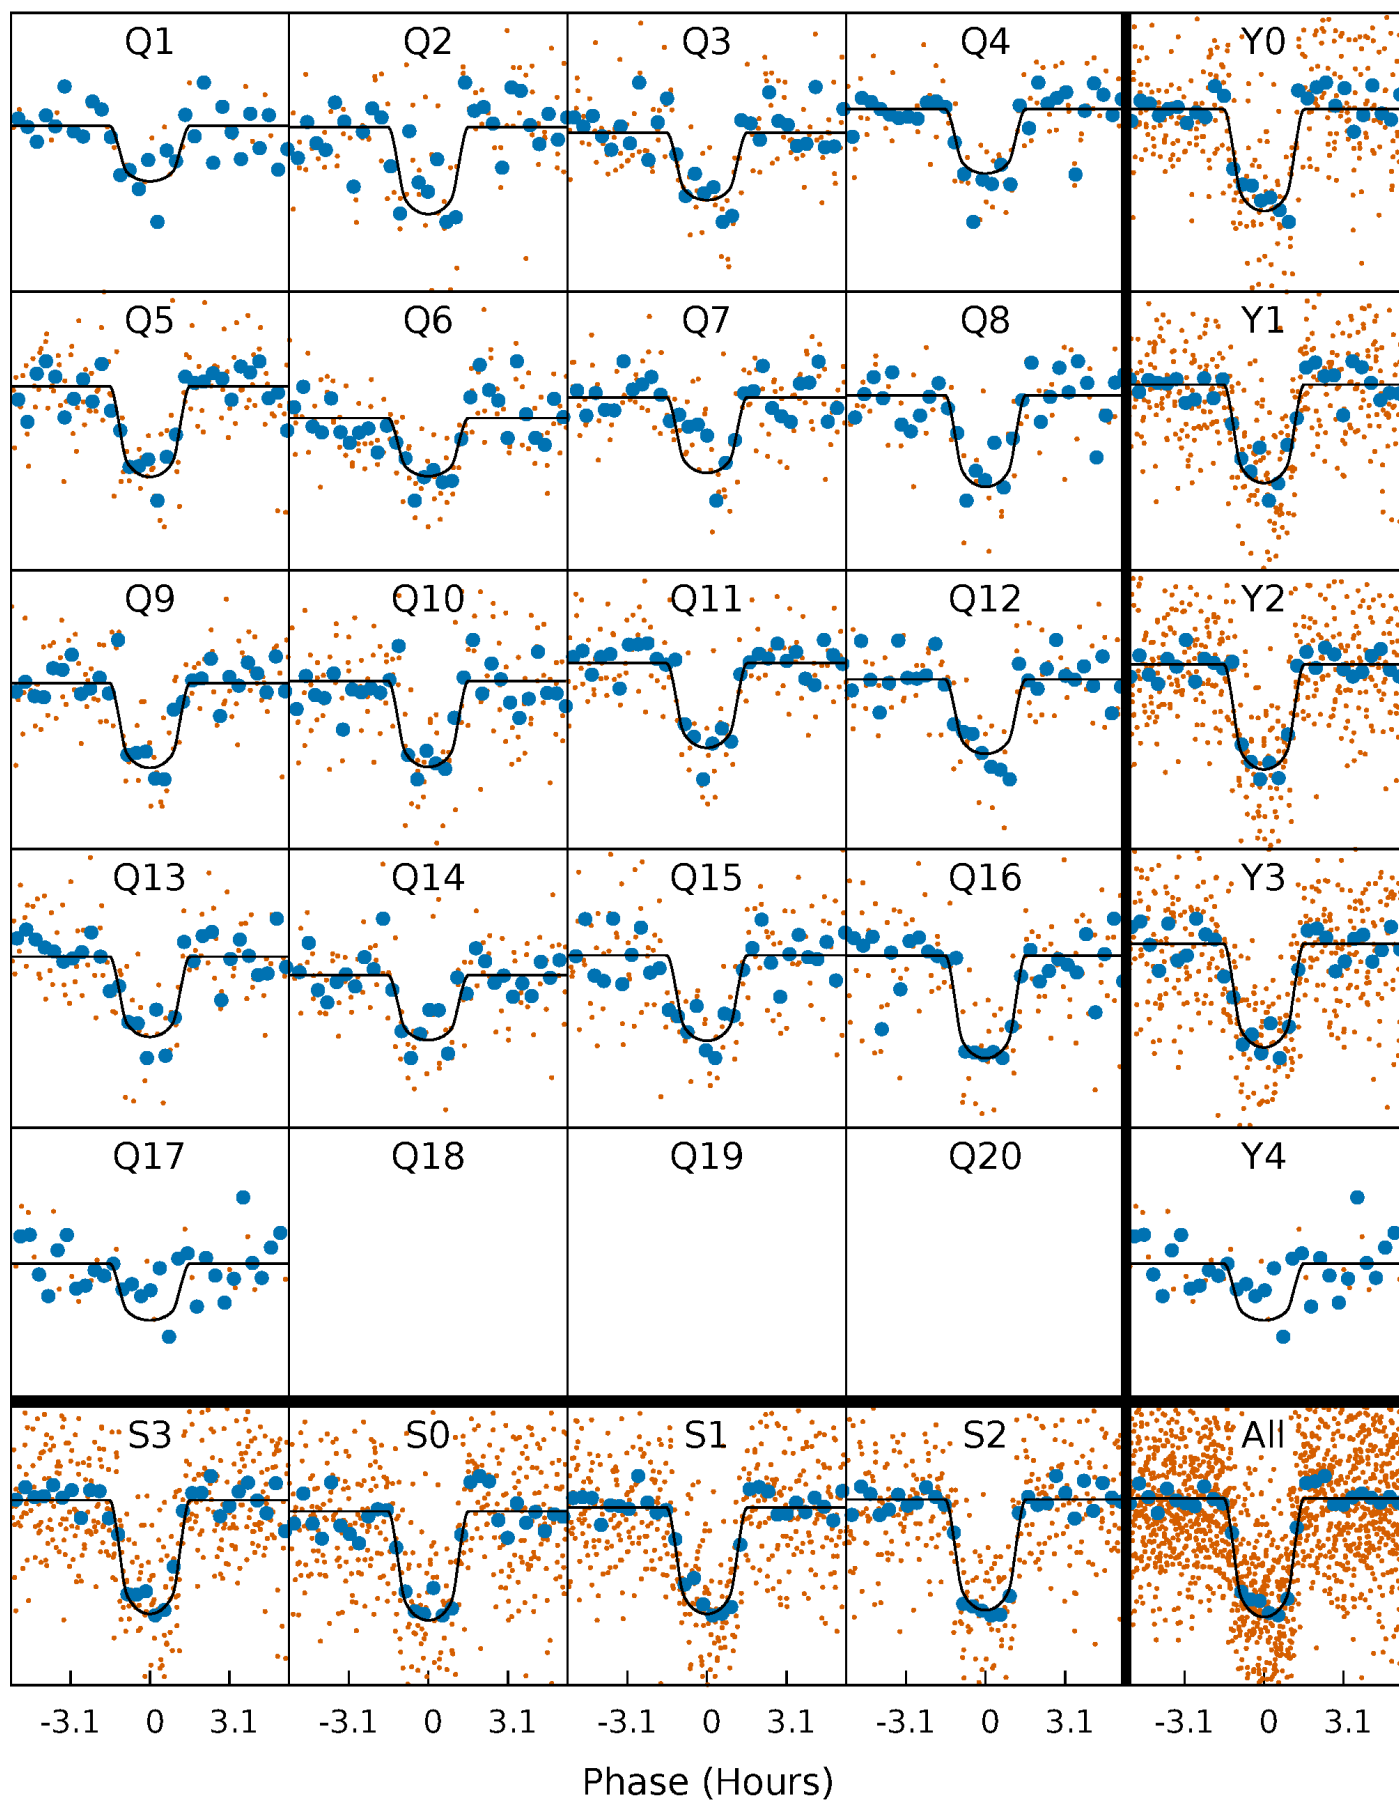 Q1 Q2 Q3 Q4 Y0
Q5 Q6 Q7 Q8 Y1
Q9 Q10 Q11 Q12 Y2
Q13 Q14 Q15 Q16 Y3
Q17 Q18 Q19 Q20 Y4
S3 S0 S1 S2 All
-3.1 0 3.1 -3.1 0 3.1 -3.1 0 3.1 -3.1 0 3.1 -3.1 0 3.1
Phase (Hours)